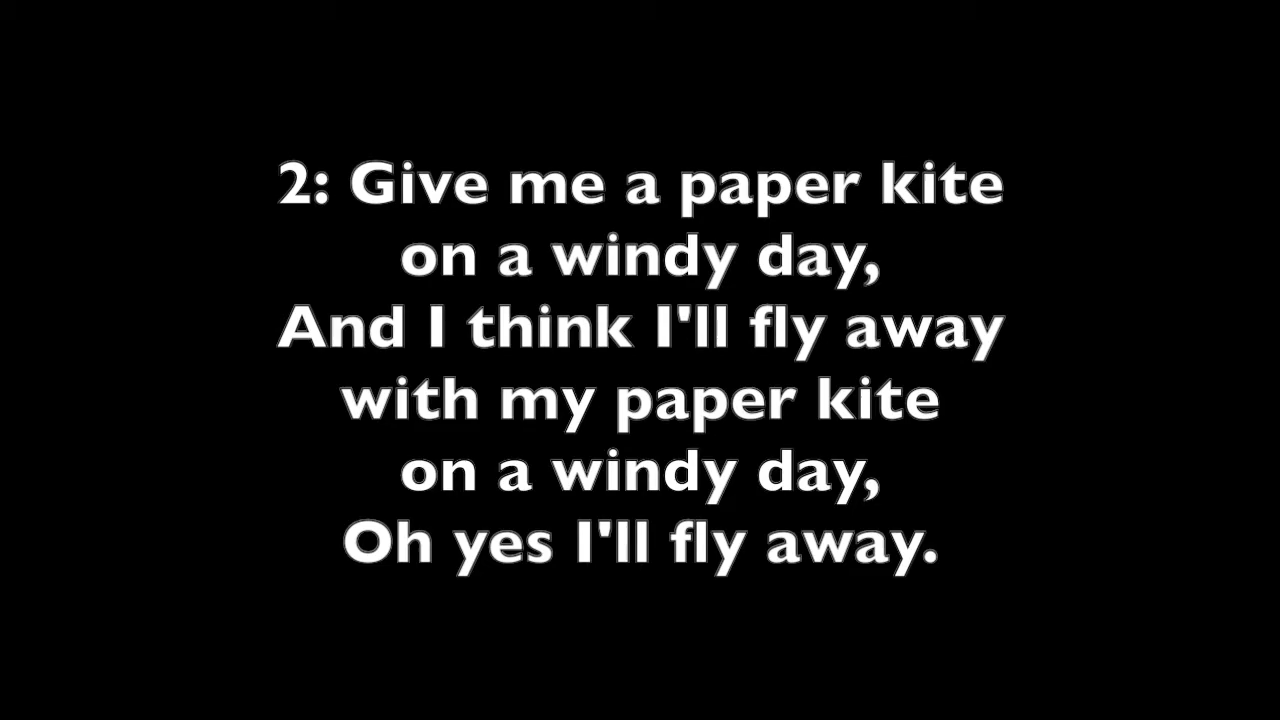 2: Give me a paper kite
on a windy day,
And I think I'll fly away
with my paper kite
on a windy day,
Oh yes I'll fly away.